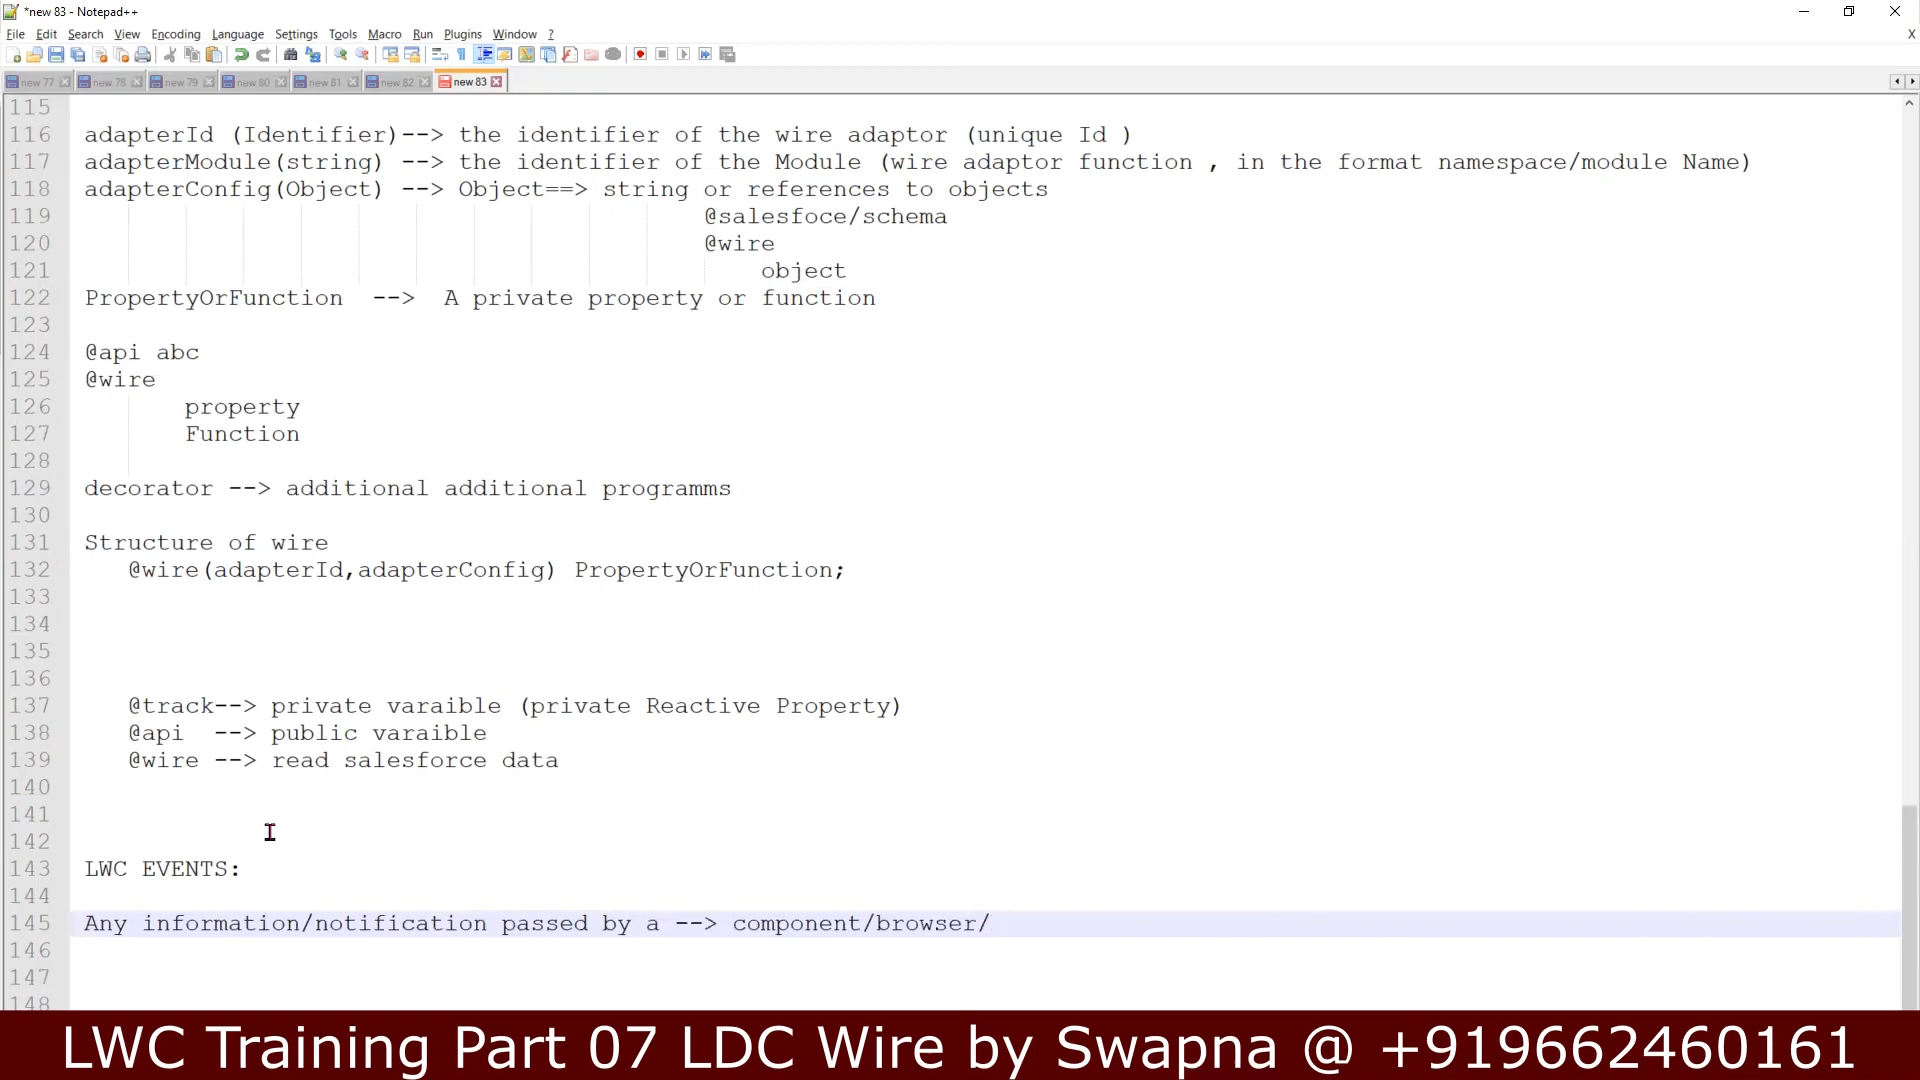 *new 83 - Notepad++
File Edit Search View Encoding Language Settings Tools Macro Run Plugins Window ?
X
new 77 new 78 new 79 new 80 new 81 new 82 new 83
115
116 adapterId (Identifier)--> the identifier of the wire adaptor (unique Id )
117 adapterModule(string) --> the identifier of the Module (wire adaptor function , in the format namespace/module Name)
118 adapterConfig(Object) --> Object==> string or references to objects
119 @salesfoce/schema
120 @wire
121 object
122 PropertyOrFunction --> A private property or function
123
124 @api abc
125 @wire
126 property
127 Function
128
129 decorator --> additional additional programms
130
131 Structure of wire
132 @wire(adapterId,adapterConfig) PropertyOrFunction;
133
134
135
136
137 @track--> private varaible (private Reactive Property)
138 @api --> public varaible
139 @wire --> read salesforce data
140
141
142
143 LWC EVENTS:
144
145 Any information/notification passed by a --> component/browser/
146
147
148
LWC Training Part 07 LDC Wire by Swapna @ +919662460161